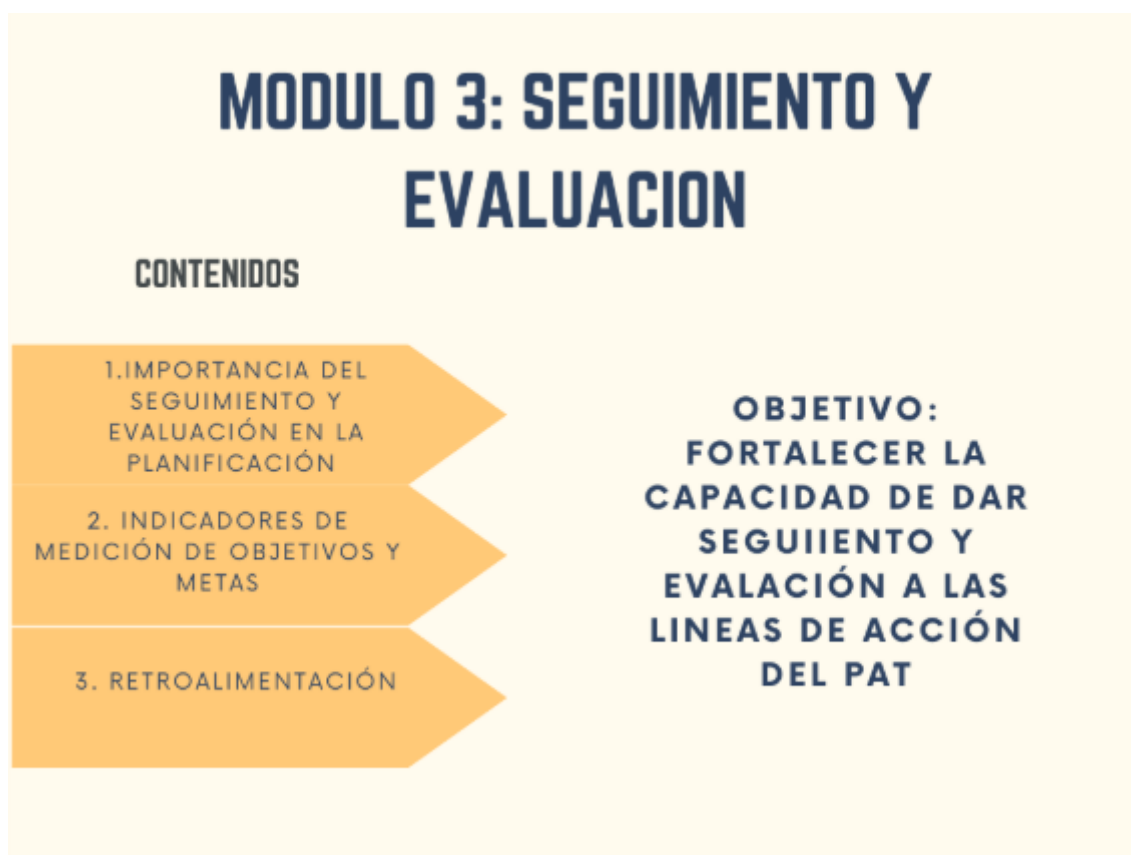 MODULO 3: SEGUIMIENTO Y
EVALUACION
CONTENIDOS
1.IMPORTANCIA DEL
SEGUIMIENTO Y
EVALUACIÓN EN LA
PLANIFICACIÓN
2. INDICADORES DE
MEDICIÓN DE OBJETIVOS Y
METAS
3. RETROALIMENTACIÓN
OBJETIVO:
FORTALECER LA
CAPACIDAD DE DAR
SEGUIIENTO Y
EVALACIÓN A LAS
LINEAS DE ACCIÓN
DEL PAT